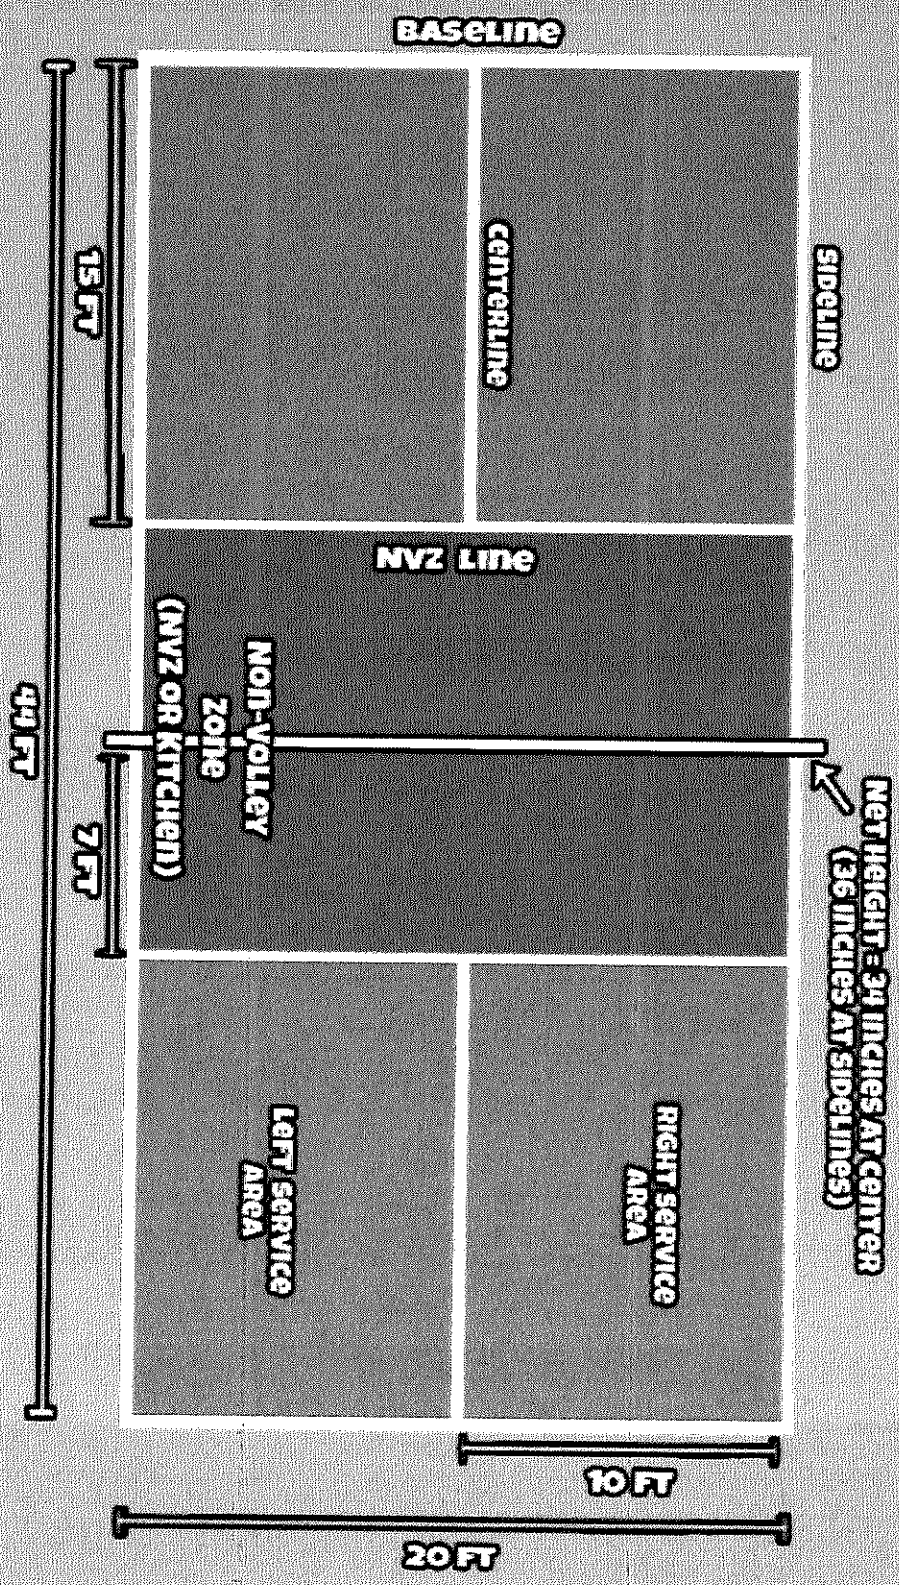 BASELINE
SIDELINE
CENTERLINE
15 FT
NVZ LINE
NON-VOLLEY
ZONE
(NVZ OR KITCHEN)
44 FT
7 FT
NET HEIGHT = 34 INCHES AT CENTER
(36 INCHES AT SIDELINES)
RIGHT SERVICE
AREA
LEFT SERVICE
AREA
10 FT
20 FT